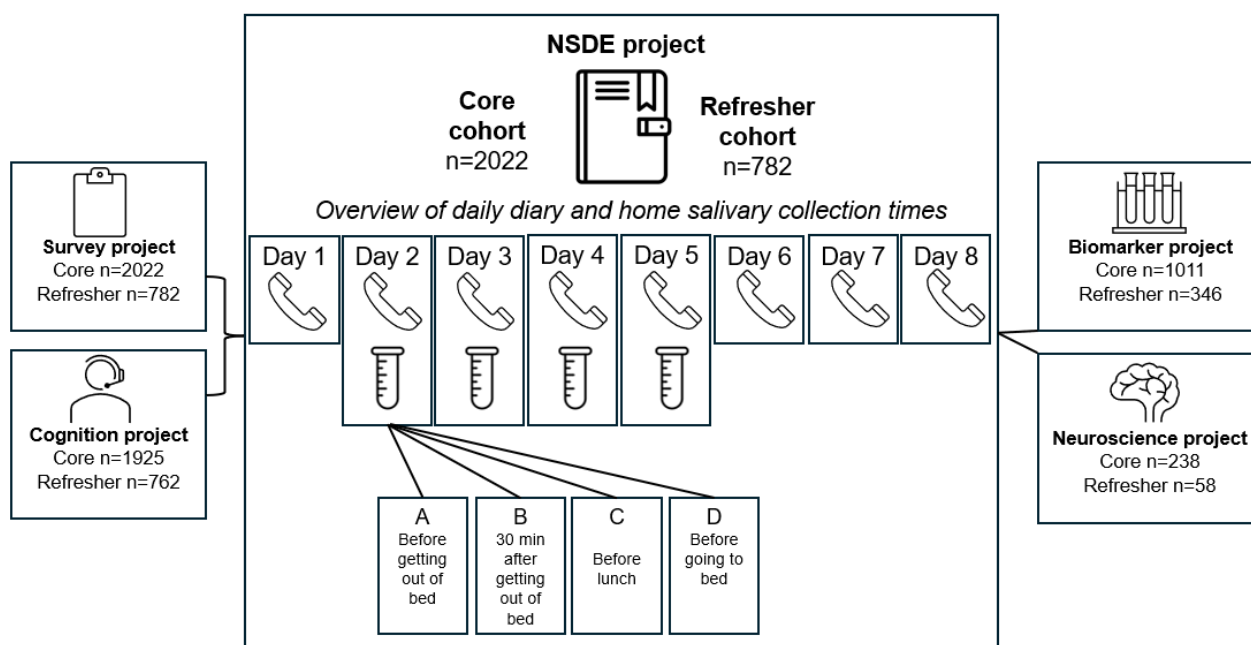 NSDE project
Core
cohort
n=2022
Refresher
cohort
n=782
Overview of daily diary and home salivary collection times
Day 1
Day 2
Day 3
Day 4
Day 5
Day 6
Day 7
Day 8
A
Before
getting
out of
bed
B
30 min
after
getting
out of
bed
C
Before
lunch
D
Before
going to
bed
Survey project
Core n=2022
Refresher n=782
Cognition project
Core n=1925
Refresher n=762
Biomarker project
Core n=1011
Refresher n=346
Neuroscience project
Core n=238
Refresher n=58